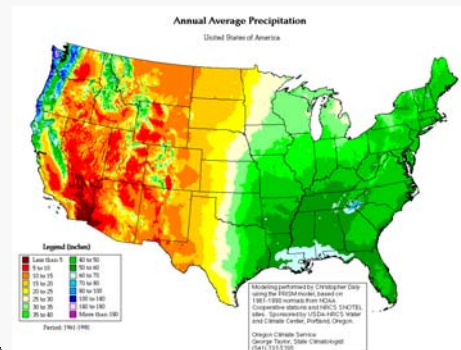 Annual Average Precipitation
United States of America
Legend (inches)
Less than 5
5 to 10
10 to 15
15 to 20
20 to 25
25 to 30
30 to 35
35 to 40
40 to 50
50 to 60
60 to 70
70 to 80
80 to 100
100 to 140
140 to 180
More than 180
Period: 1961-1990
Modeling performed by Christopher Daly
using the PRISM model, based on
1961-1990 normals from NOAA
Cooperative stations and NRCS SNOTEL
sites. Sponsored by USDA-NRCS Water
and Climate Center, Portland, Oregon.
Oregon Climate Service
George Taylor, State Climatologist